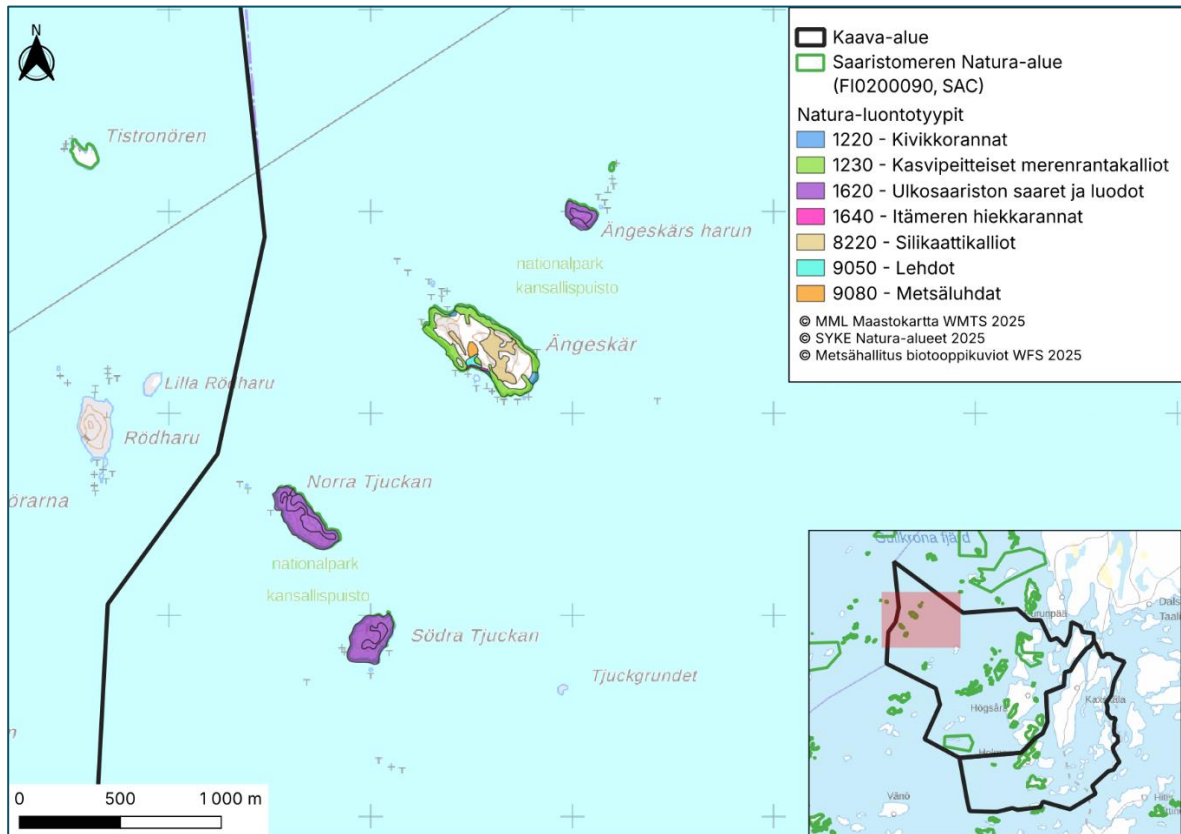 N
Tistronören
Ängeskärs harun
nationalpark
kansallispuisto
Ängeskär
Lilla Rödharu
Rödharu
örarna
Norra Tjuckan
nationalpark
kansallispuisto
Södra Tjuckan
Tjuckgrundet
n
0 500 1 000 m
Kaava-alue
Saaristomeren Natura-alue
(FI0200090, SAC)
Natura-luontotyypit
1220 - Kivikkorannat
1230 - Kasvipeitteiset merenrantakalliot
1620 - Ulkosaariston saaret ja luodot
1640 - Itämeren hiekkarannat
8220 - Silikaattikalliot
9050 - Lehdot
9080 - Metsäluhdat
© MML Maastokartta WMTS 2025
© SYKE Natura-alueet 2025
© Metsähallitus biotooppikuviot WFS 2025
Gullkrona fjärd
Dals
Taal
Högsåra
Vänö